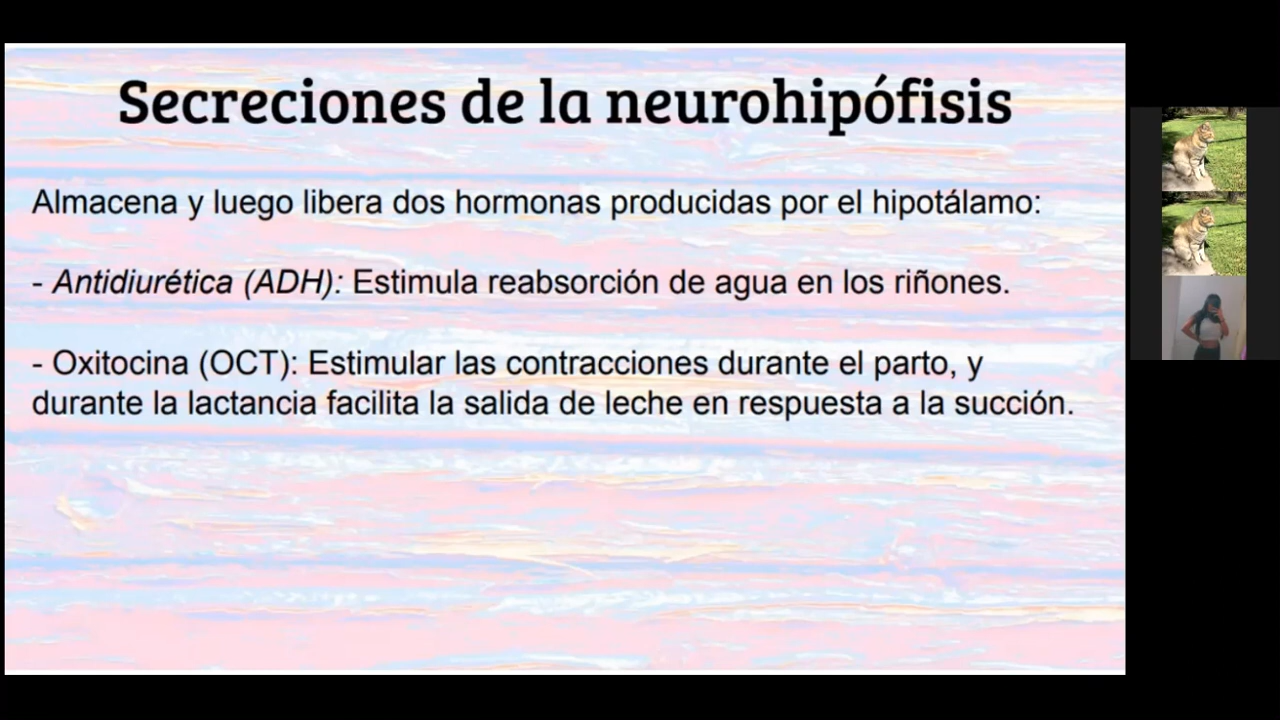 Secreciones de la neurohipófisis
Almacena y luego libera dos hormonas producidas por el hipotálamo:
- Antidiurética (ADH): Estimula reabsorción de agua en los riñones.
- Oxitocina (OCT): Estimular las contracciones durante el parto, y
durante la lactancia facilita la salida de leche en respuesta a la succión.